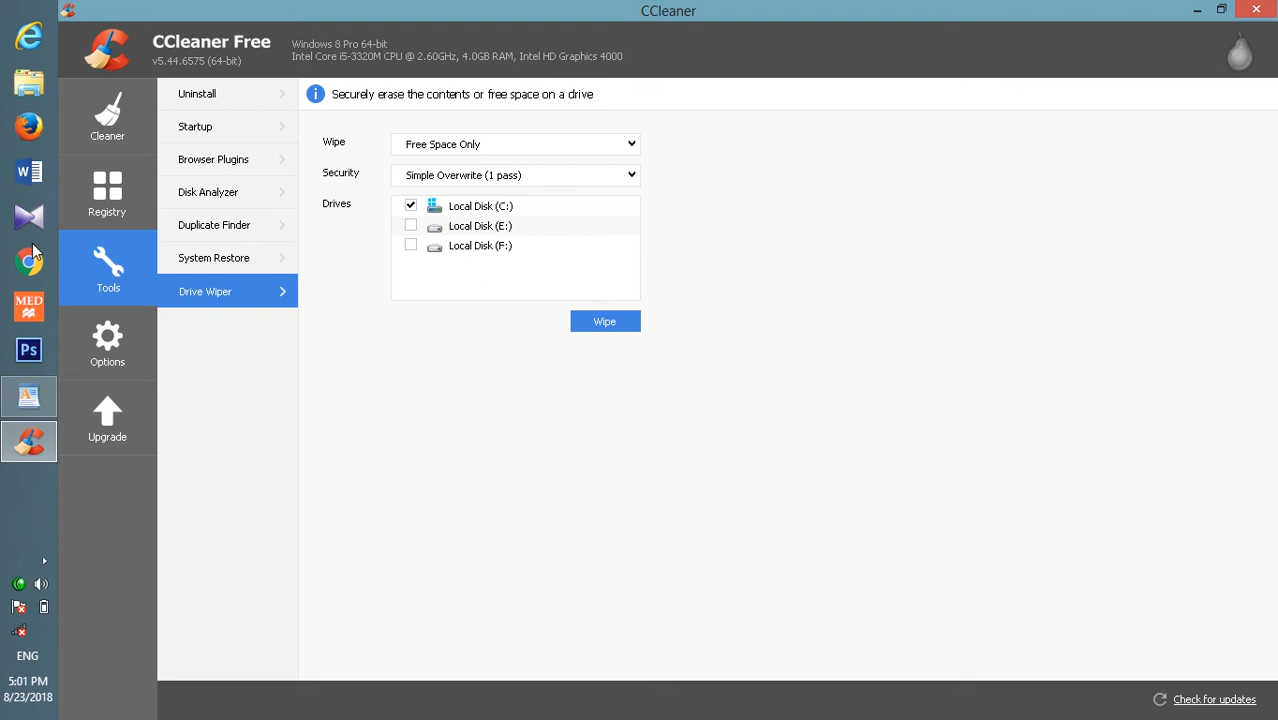 CCleaner
CCleaner Free
v5.44.6575 (64-bit)
Windows 8 Pro 64-bit
Intel Core i5-3320M CPU @ 2.60GHz, 4.0GB RAM, Intel HD Graphics 4000
Cleaner
Registry
Tools
Options
Upgrade
Uninstall
Startup
Browser Plugins
Disk Analyzer
Duplicate Finder
System Restore
Drive Wiper
Securely erase the contents or free space on a drive
Wipe
Free Space Only
Security
Simple Overwrite (1 pass)
Drives
Local Disk (C:)
Local Disk (E:)
Local Disk (F:)
Wipe
MED
Ps
ENG
5:01 PM
8/23/2018
Check for updates